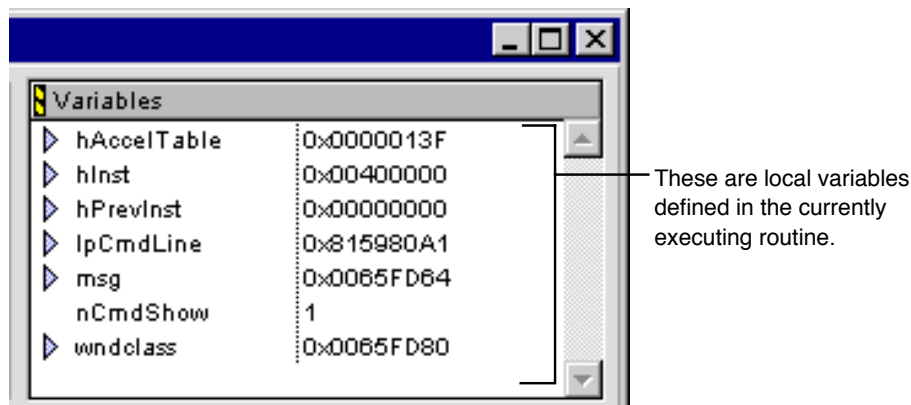 Variables
hAccelTable 0x0000013F
hInst 0x00400000
hPrevInst 0x00000000
lpCmdLine 0x815980A1
msg 0x0065FD64
nCmdShow 1
wndclass 0x0065FD80
These are local variables
defined in the currently
executing routine.